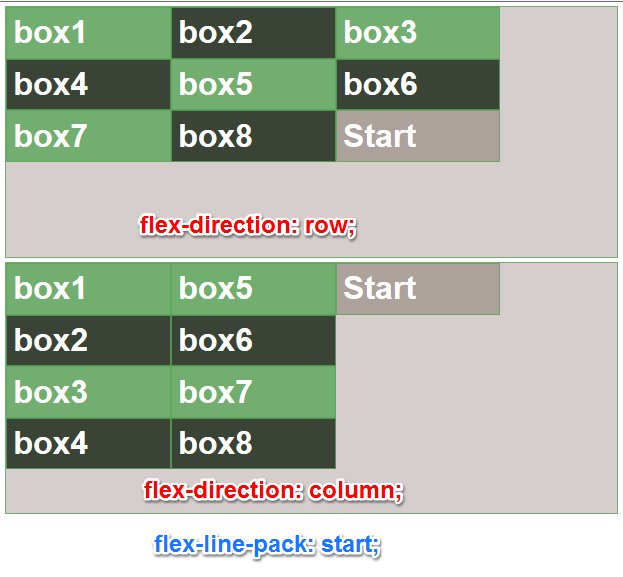 box1 box2 box3
box4 box5 box6
box7 box8 Start
flex-direction: row;
box1 box5 Start
box2 box6
box3 box7
box4 box8
flex-direction: column;
flex-line-pack: start;